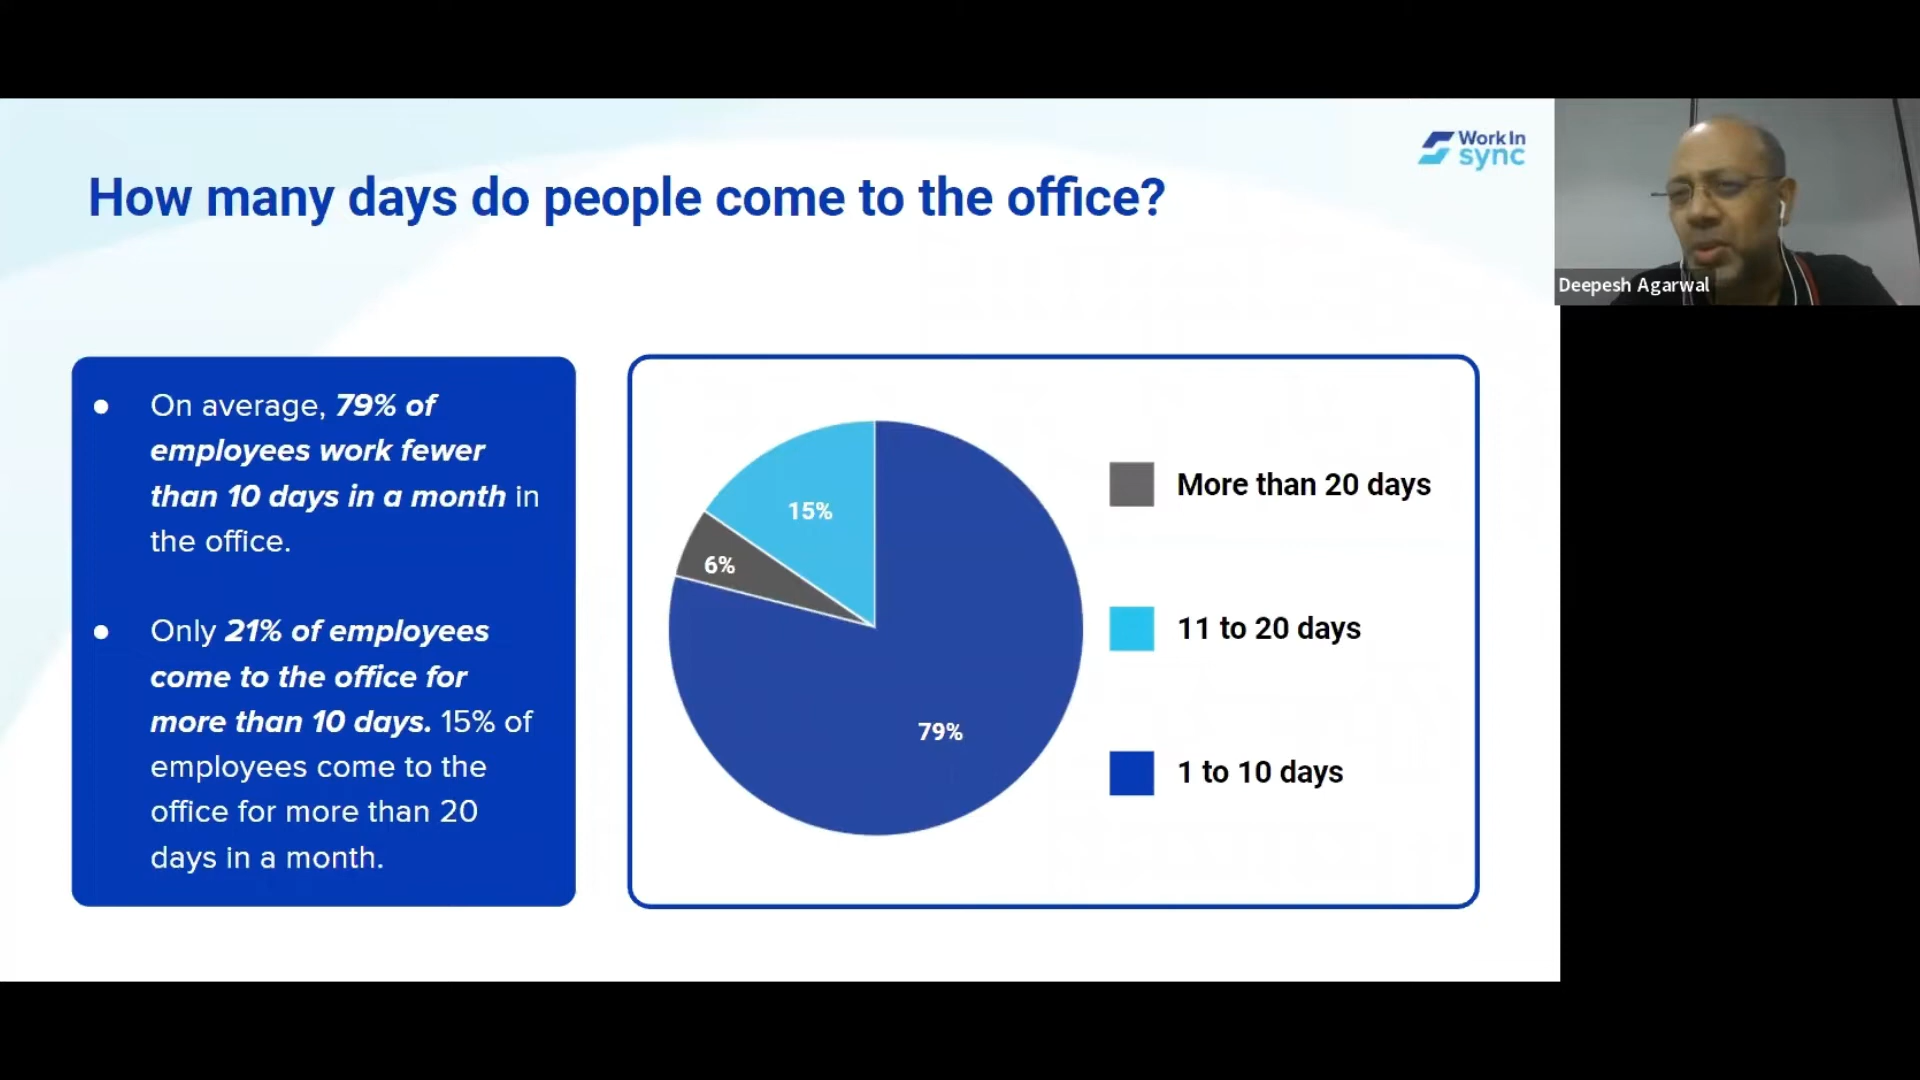 Work In
sync
How many days do people come to the office?
Deepesh Agarwal
● On average, 79% of
employees work fewer
than 10 days in a month in
the office.
● Only 21% of employees
come to the office for
more than 10 days. 15% of
employees come to the
office for more than 20
days in a month.
15%
6%
79%
More than 20 days
11 to 20 days
1 to 10 days